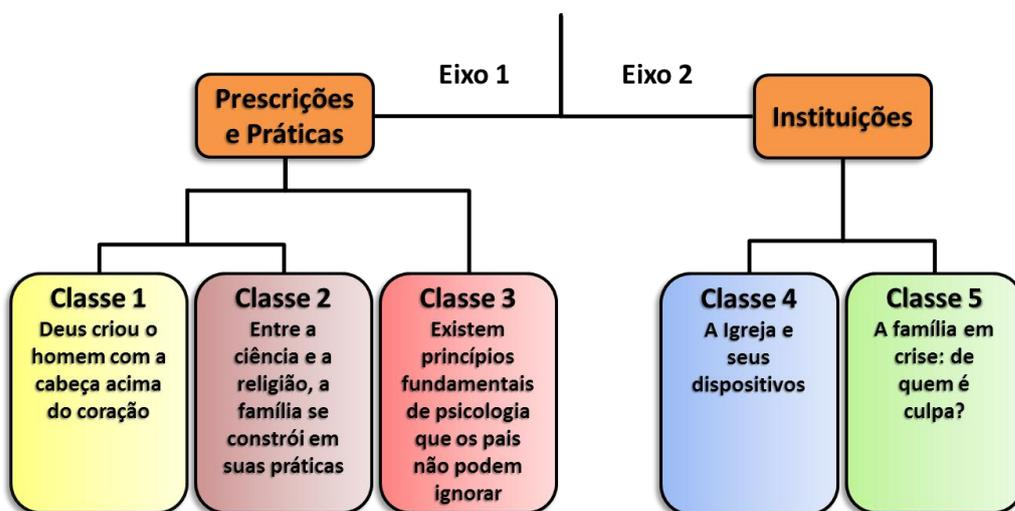 Eixo 1
Eixo 2
Prescrições
e Práticas
Instituições
Classe 1
Deus criou o
homem com a
cabeça acima
do coração
Classe 2
Entre a
ciência e a
religião, a
família se
constrói em
suas práticas
Classe 3
Existem
princípios
fundamentais
de psicologia
que os pais
não podem
ignorar
Classe 4
A Igreja e
seus
dispositivos
Classe 5
A família em
crise: de
quem é
culpa?